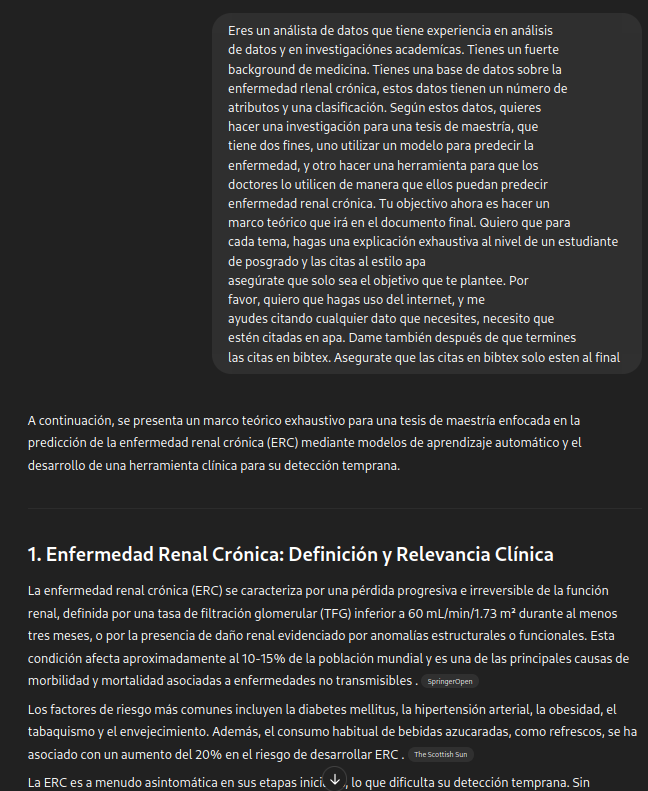 Eres un análista de datos que tiene experiencia en análisis
de datos y en investigaciónes academícas. Tienes un fuerte
background de medicina. Tienes una base de datos sobre la
enfermedad rlenal crónica, estos datos tienen un número de
atributos y una clasificación. Según estos datos, quieres
hacer una investigación para una tesis de maestría, que
tiene dos fines, uno utilizar un modelo para predecir la
enfermedad, y otro hacer una herramienta para que los
doctores lo utilicen de manera que ellos puedan predecir
enfermedad renal crónica. Tu objectivo ahora es hacer un
marco teórico que irá en el documento final. Quiero que para
cada tema, hagas una explicación exhaustiva al nivel de un estudiante
de posgrado y las citas al estilo apa
asegúrate que solo sea el objetivo que te plantee. Por
favor, quiero que hagas uso del internet, y me
ayudes citando cualquier dato que necesites, necesito que
estén citadas en apa. Dame también después de que termines
las citas en bibtex. Asegurate que las citas en bibtex solo esten al final
A continuación, se presenta un marco teórico exhaustivo para una tesis de maestría enfocada en la
predicción de la enfermedad renal crónica (ERC) mediante modelos de aprendizaje automático y el
desarrollo de una herramienta clínica para su detección temprana.
1. Enfermedad Renal Crónica: Definición y Relevancia Clínica
La enfermedad renal crónica (ERC) se caracteriza por una pérdida progresiva e irreversible de la función
renal, definida por una tasa de filtración glomerular (TFG) inferior a 60 mL/min/1.73 m² durante al menos
tres meses, o por la presencia de daño renal evidenciado por anomalías estructurales o funcionales. Esta
condición afecta aproximadamente al 10-15% de la población mundial y es una de las principales causas de
morbilidad y mortalidad asociadas a enfermedades no transmisibles . SpringerOpen
Los factores de riesgo más comunes incluyen la diabetes mellitus, la hipertensión arterial, la obesidad, el
tabaquismo y el envejecimiento. Además, el consumo habitual de bebidas azucaradas, como refrescos, se ha
asociado con un aumento del 20% en el riesgo de desarrollar ERC . The Scottish Sun
La ERC es a menudo asintomática en sus etapas , lo que dificulta su detección temprana. Sin